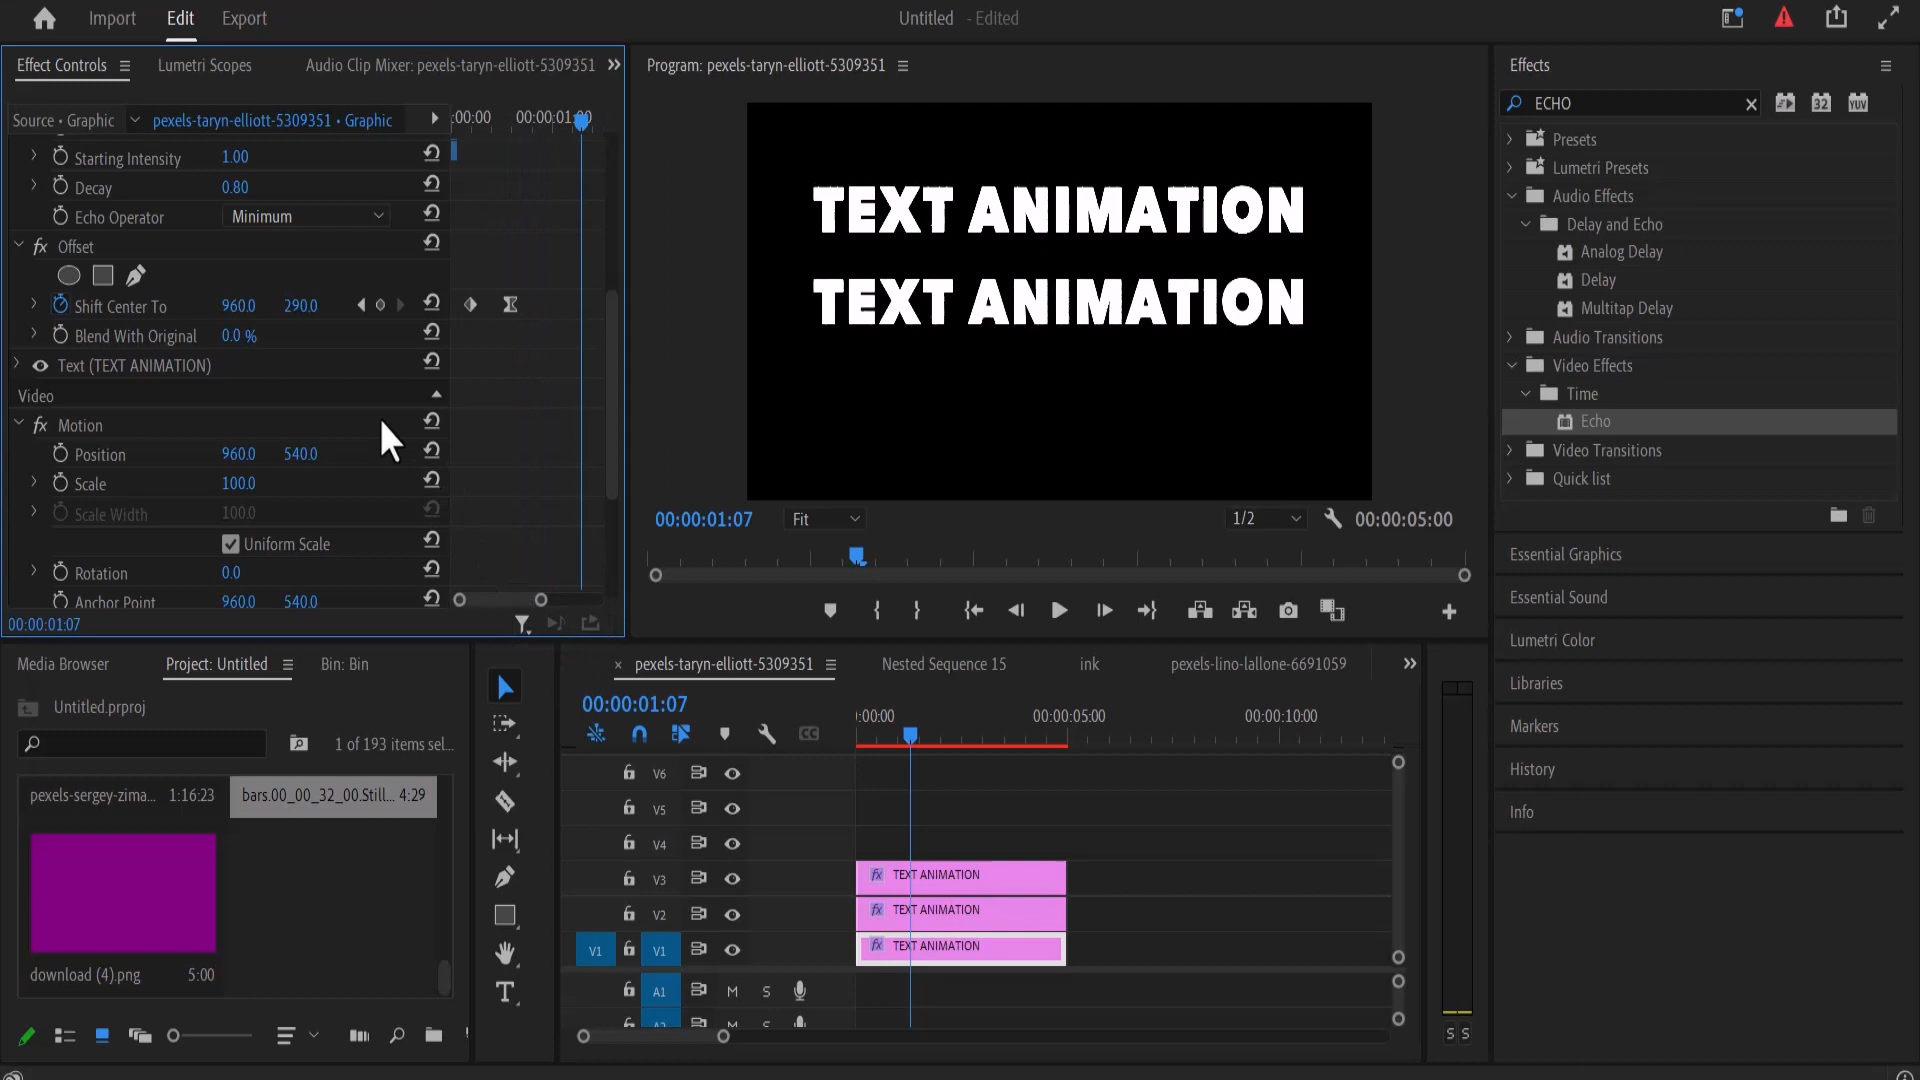 Import Edit Export Untitled - Edited
Effect Controls Lumetri Scopes Audio Clip Mixer: pexels-taryn-elliott-5309351
Source • Graphic pexels-taryn-elliott-5309351 • Graphic :00:00 00:00:01:00
Starting Intensity 1.00
Decay 0.80
Echo Operator Minimum
fx Offset
Shift Center To 960.0 290.0
Blend With Original 0.0 %
Text (TEXT ANIMATION)
Video
fx Motion
Position 960.0 540.0
Scale 100.0
Scale Width 100.0
Uniform Scale
Rotation 0.0
Anchor Point 960.0 540.0
00:00:01:07
Program: pexels-taryn-elliott-5309351
TEXT ANIMATION
TEXT ANIMATION
00:00:01:07 Fit 1/2 00:00:05:00
Effects
ECHO 32 YUV
Presets
Lumetri Presets
Audio Effects
Delay and Echo
Analog Delay
Delay
Multitap Delay
Audio Transitions
Video Effects
Time
Echo
Video Transitions
Quick list
Essential Graphics
Essential Sound
Lumetri Color
Libraries
Markers
History
Info
Media Browser Project: Untitled Bin: Bin
Untitled.prproj
1 of 193 items sel...
pexels-sergey-zima... 1:16:23 bars.00_00_32_00.Still... 4:29
download (4).png 5:00
pexels-taryn-elliott-5309351 Nested Sequence 15 ink pexels-lino-lallone-6691059
00:00:01:07
:00:00 00:00:05:00 00:00:10:00
CC
V6
V5
V4
V3 fx TEXT ANIMATION
V2 fx TEXT ANIMATION
V1 V1 fx TEXT ANIMATION
A1 M S
A2 M S
S S